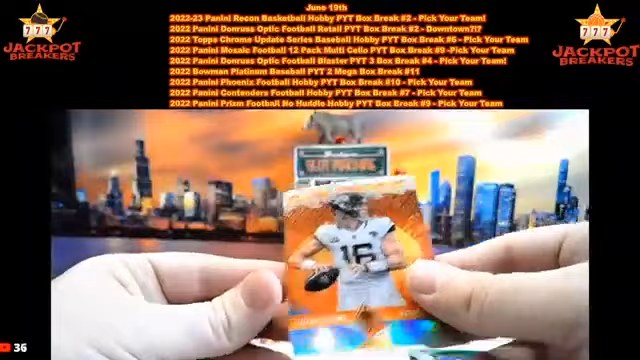 June 19th
2022-23 Panini Recon Basketball Hobby PYT Box Break #2 - Pick Your Team!
2022 Panini Donruss Optic Football Retail PYT Box Break #2 - Downtown?!?
2022 Topps Chrome Update Series Baseball Hobby PYT Box Break #6 - Pick Your Team
2022 Panini Mosaic Football 12 Pack Multi Cello PYT Box Break #9 -Pick Your Team
2022 Panini Donruss Optic Football Blaster PYT 3 Box Break #4 - Pick Your Team!
2022 Bowman Platinum Baseball PYT 2 Mega Box Break #11
2022 Panini Phoenix Football Hobby PYT Box Break #10 - Pick Your Team
2022 Panini Contenders Football Hobby PYT Box Break #7 - Pick Your Team
2022 Panini Prizm Football No Huddle Hobby PYT Box Break #9 - Pick Your Team
777
JACKPOT
BREAKERS
777
JACKPOT
BREAKERS
16
36